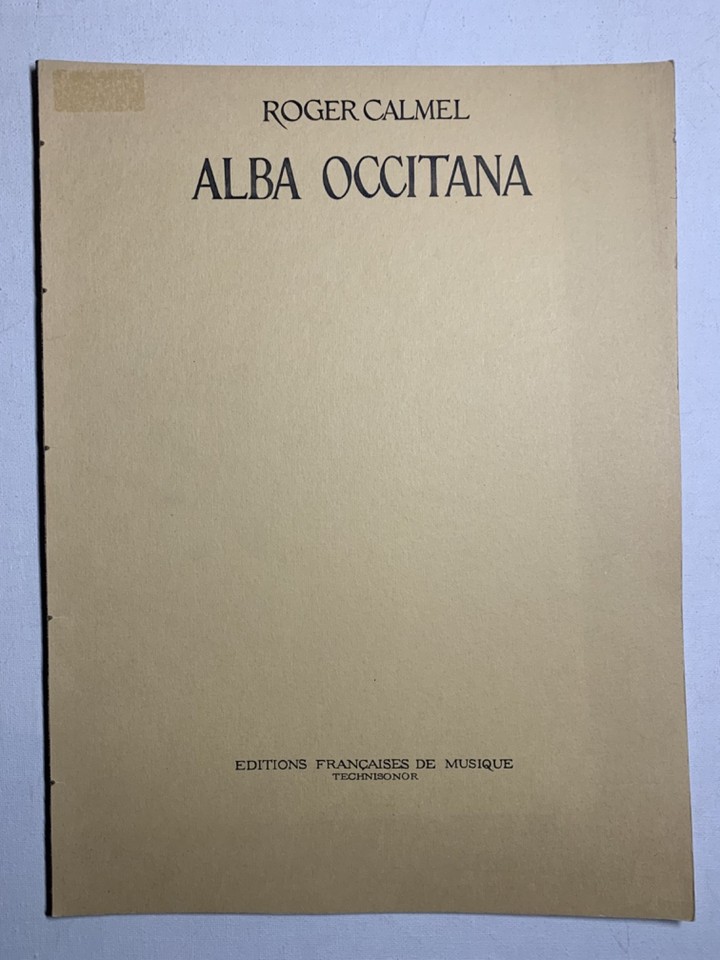 ROGER CALMEL
ALBA OCCITANA
EDITIONS FRANÇAISES DE MUSIQUE
TECHNISONOR